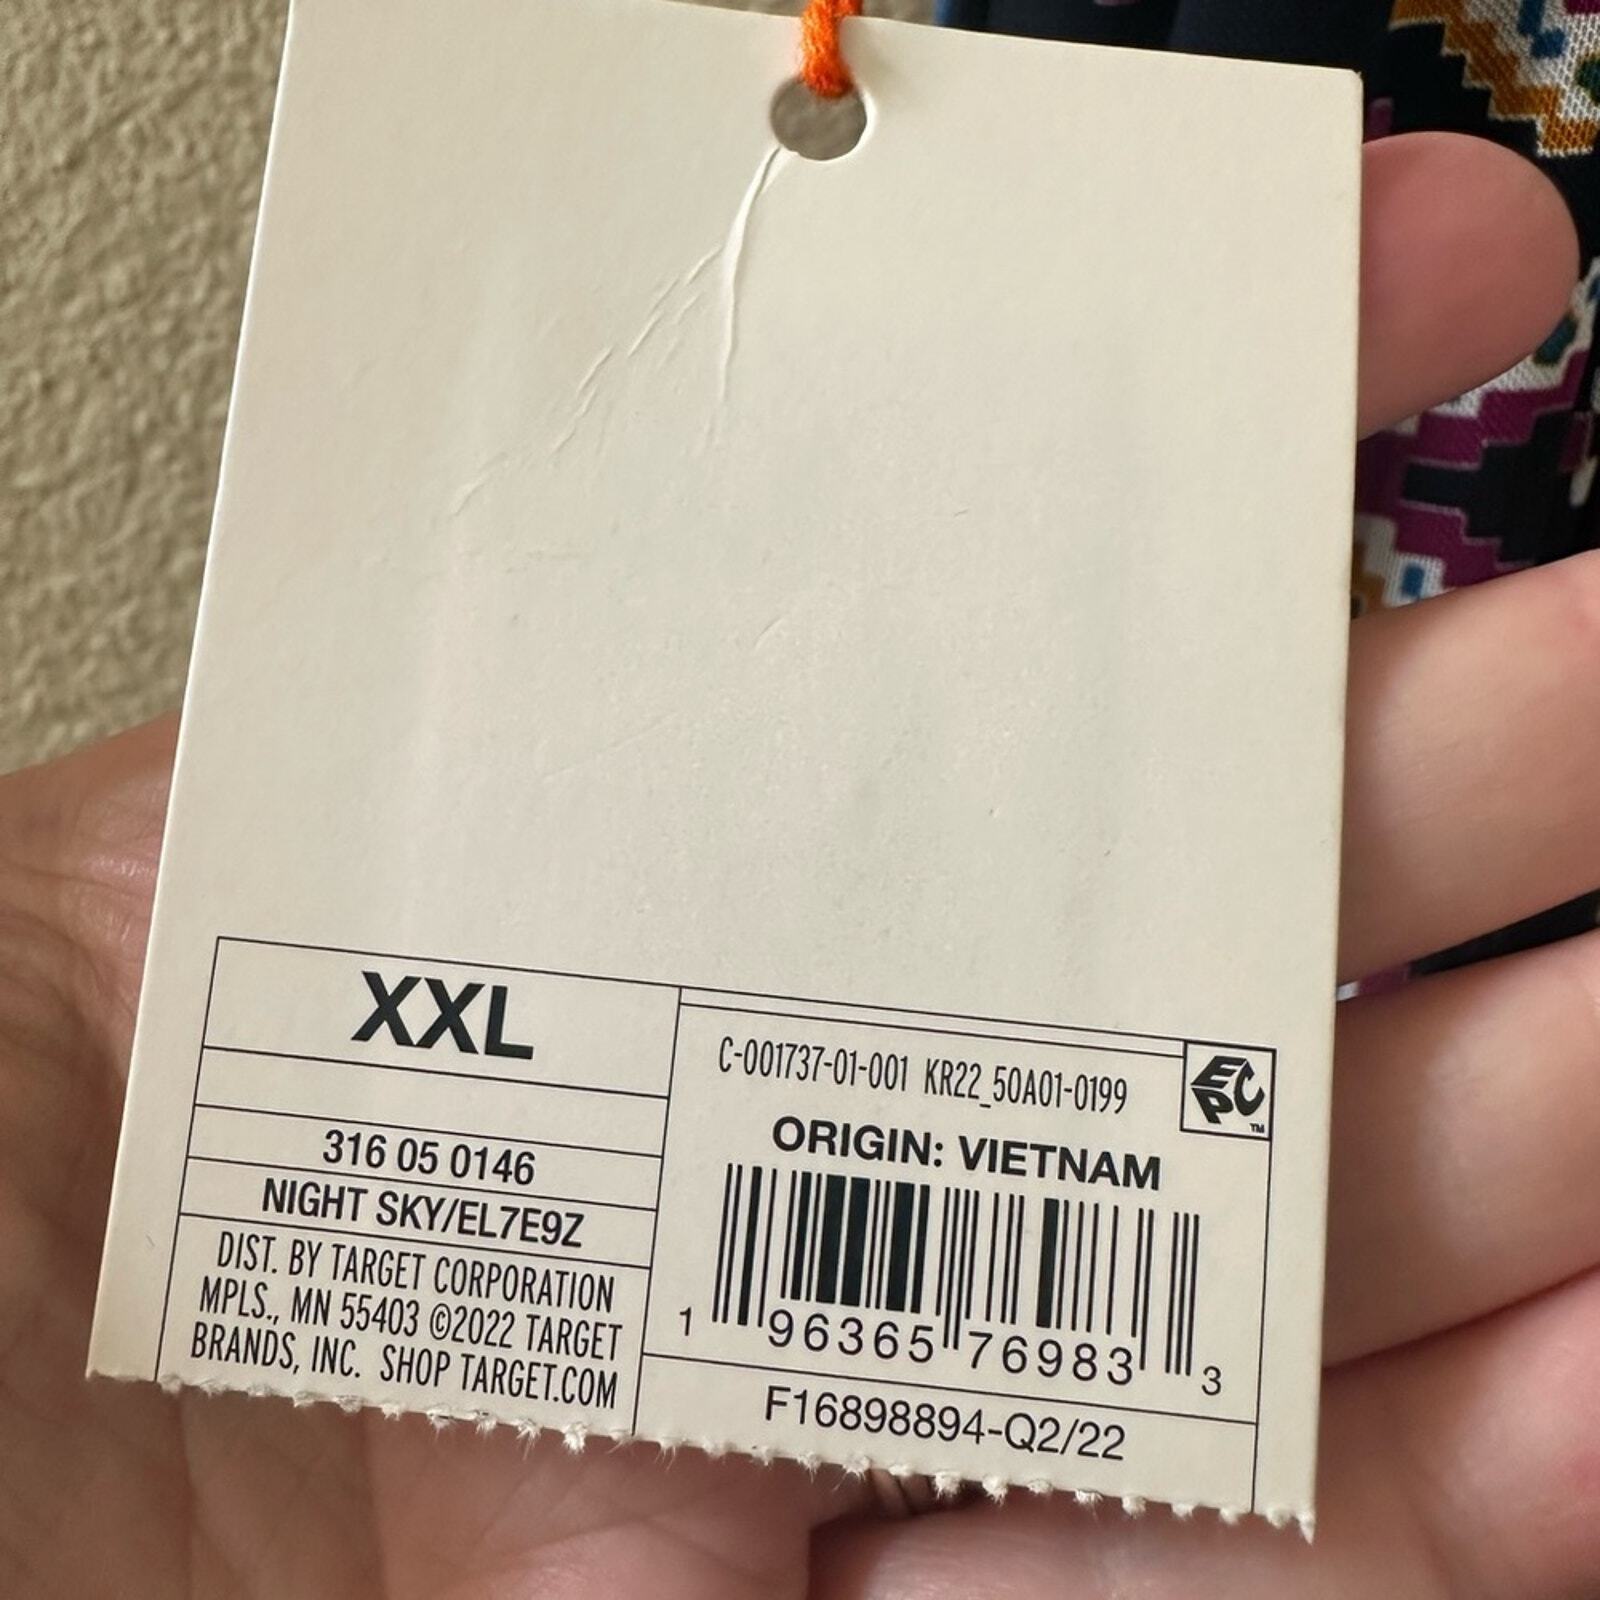 XXL
316 05 0146
NIGHT SKY/EL7E9Z
DIST. BY TARGET CORPORATION
MPLS., MN 55403 ©2022 TARGET
BRANDS, INC. SHOP TARGET.COM
C-001737-01-001 KR22_50A01-0199
EPC™
ORIGIN: VIETNAM
1 96365 76983 3
F16898894-Q2/22